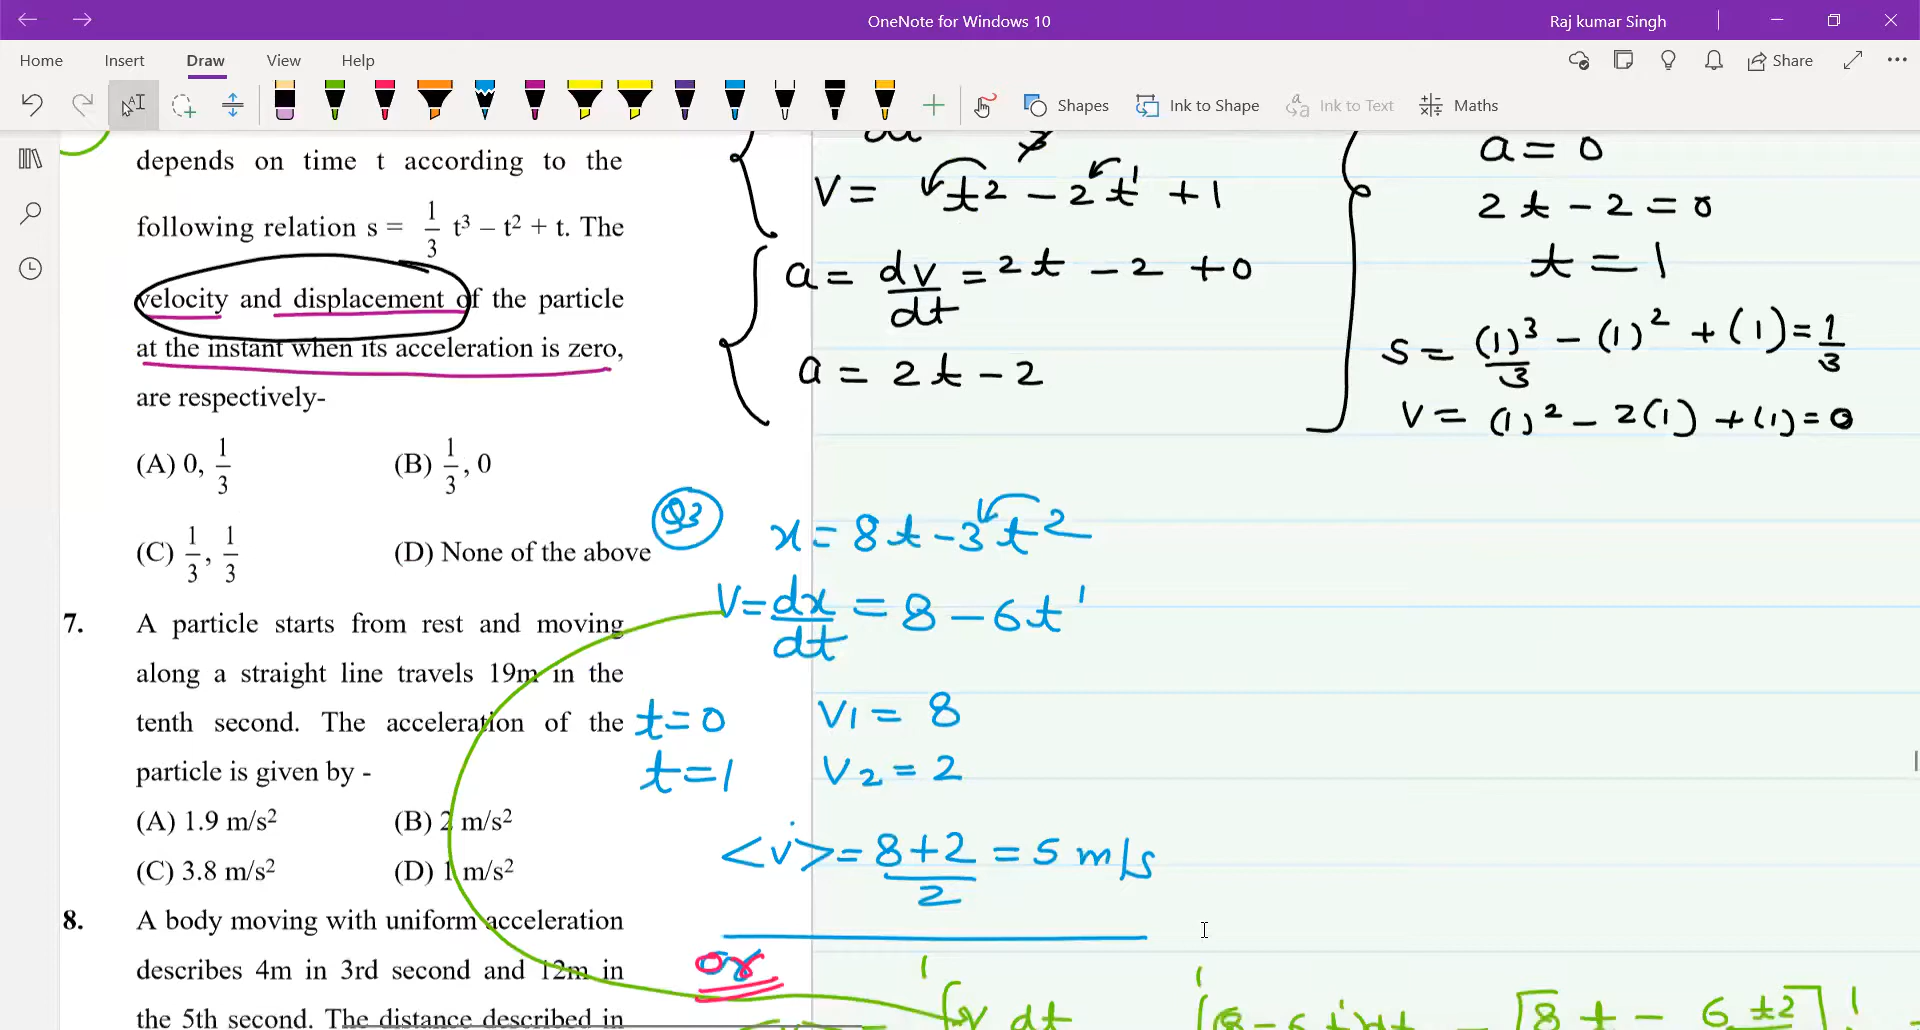 OneNote for Windows 10
Raj kumar Singh
Home Insert Draw View Help
Share
Shapes Ink to Shape Ink to Text Maths
depends on time t according to the
following relation s = 1/3 t³ – t² + t. The
velocity and displacement of the particle
at the instant when its acceleration is zero,
are respectively-
(A) 0, 1/3 (B) 1/3, 0
(C) 1/3, 1/3 (D) None of the above
7. A particle starts from rest and moving
along a straight line travels 19m in the
tenth second. The acceleration of the
particle is given by -
(A) 1.9 m/s² (B) 2 m/s²
(C) 3.8 m/s² (D) 1 m/s²
8. A body moving with uniform acceleration
describes 4m in 3rd second and 12m in
the 5th second. The distance described in
V = t² - 2t¹ + 1
a = dv/dt = 2t - 2 + 0
a = 2t - 2
a = 0
2t - 2 = 0
t = 1
s = (1)³/3 - (1)² + (1) = 1/3
V = (1)² - 2(1) + (1) = 0
Q3
x = 8t - 3t²
V = dx/dt = 8 - 6t¹
t = 0 V1 = 8
t = 1 V2 = 2
<v> = 8+2/2 = 5 m/s
or
∫v dt
[8t - 6t²